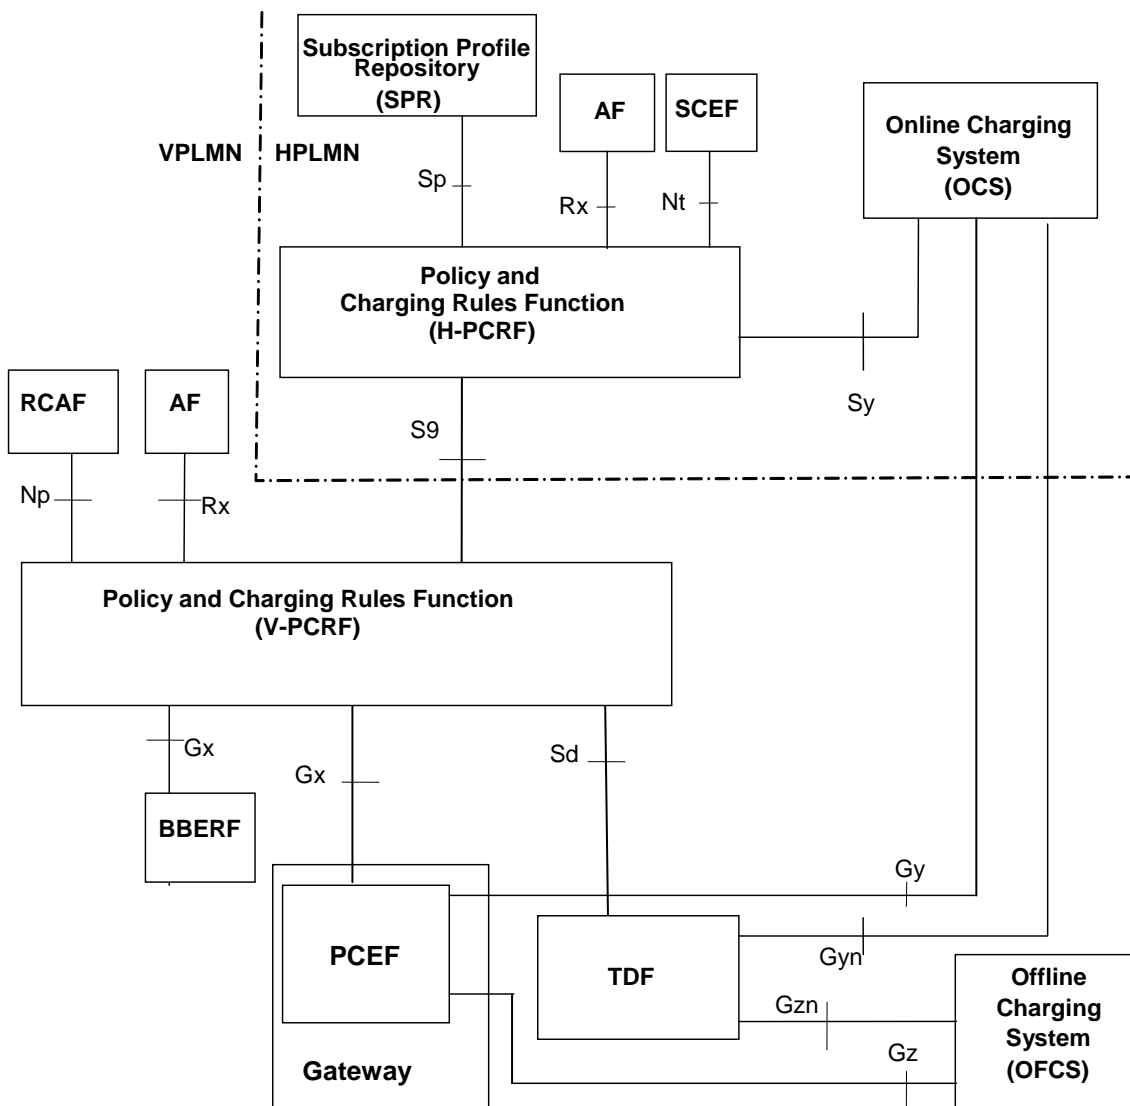 Subscription Profile
Repository
(SPR)
AF
SCEF
Online Charging
System
(OCS)
VPLMN
HPLMN
Sp
Rx
Nt
Policy and
Charging Rules Function
(H-PCRF)
Sy
RCAF
AF
S9
Np
Rx
Policy and Charging Rules Function
(V-PCRF)
Gx
Gx
Sd
BBERF
Gy
PCEF
TDF
Gyn
Gzn
Offline
Charging
System
(OFCS)
Gz
Gateway